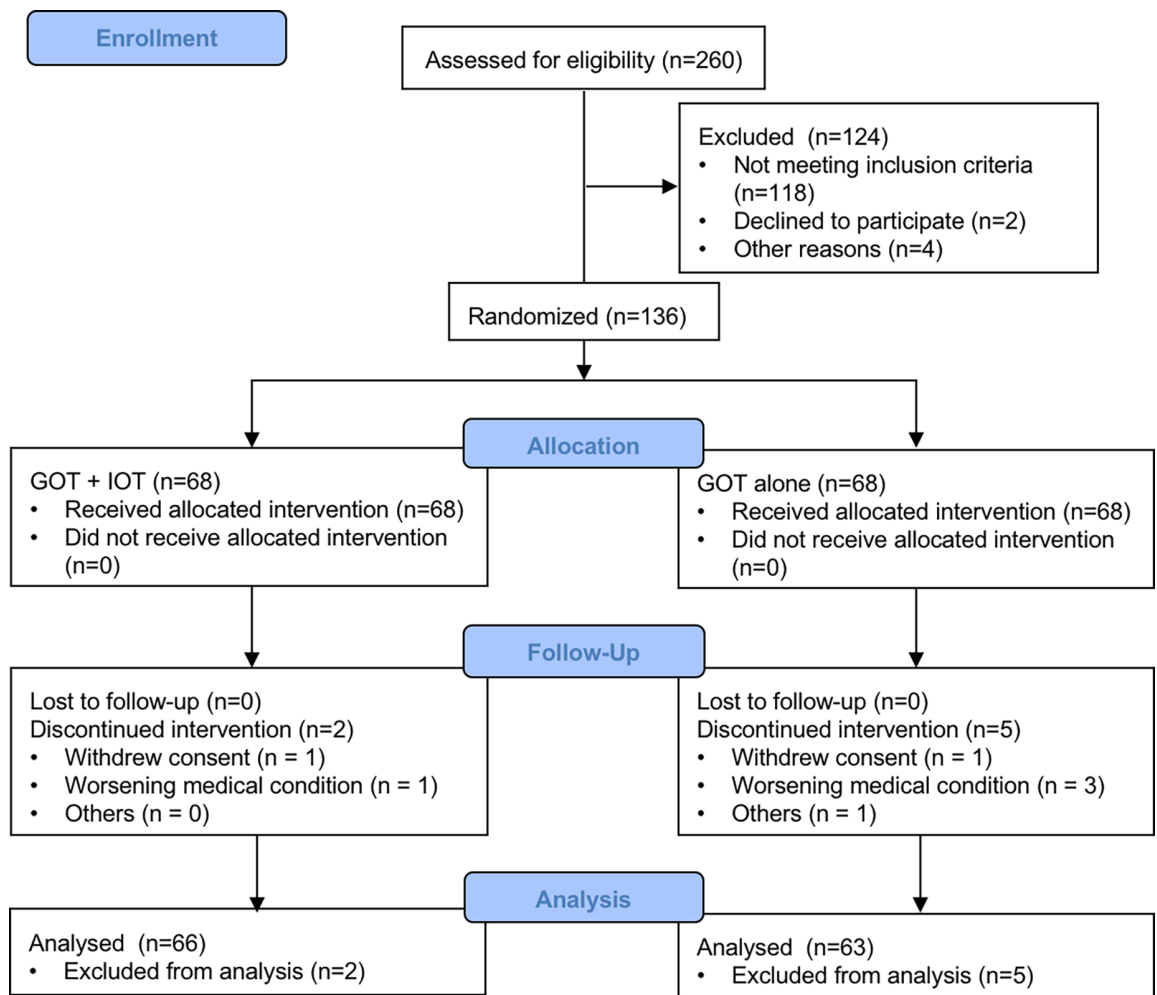 Enrollment
Assessed for eligibility (n=260)
Excluded  (n=124)
• Not meeting inclusion criteria
(n=118)
• Declined to participate (n=2)
• Other reasons (n=4)
Randomized (n=136)
Allocation
GOT + IOT (n=68)
• Received allocated intervention (n=68)
• Did not receive allocated intervention
(n=0)
GOT alone (n=68)
• Received allocated intervention (n=68)
• Did not receive allocated intervention
(n=0)
Follow-Up
Lost to follow-up (n=0)
Discontinued intervention (n=2)
• Withdrew consent (n = 1)
• Worsening medical condition (n = 1)
• Others (n = 0)
Lost to follow-up (n=0)
Discontinued intervention (n=5)
• Withdrew consent (n = 1)
• Worsening medical condition (n = 3)
• Others (n = 1)
Analysis
Analysed  (n=66)
• Excluded from analysis (n=2)
Analysed  (n=63)
• Excluded from analysis (n=5)